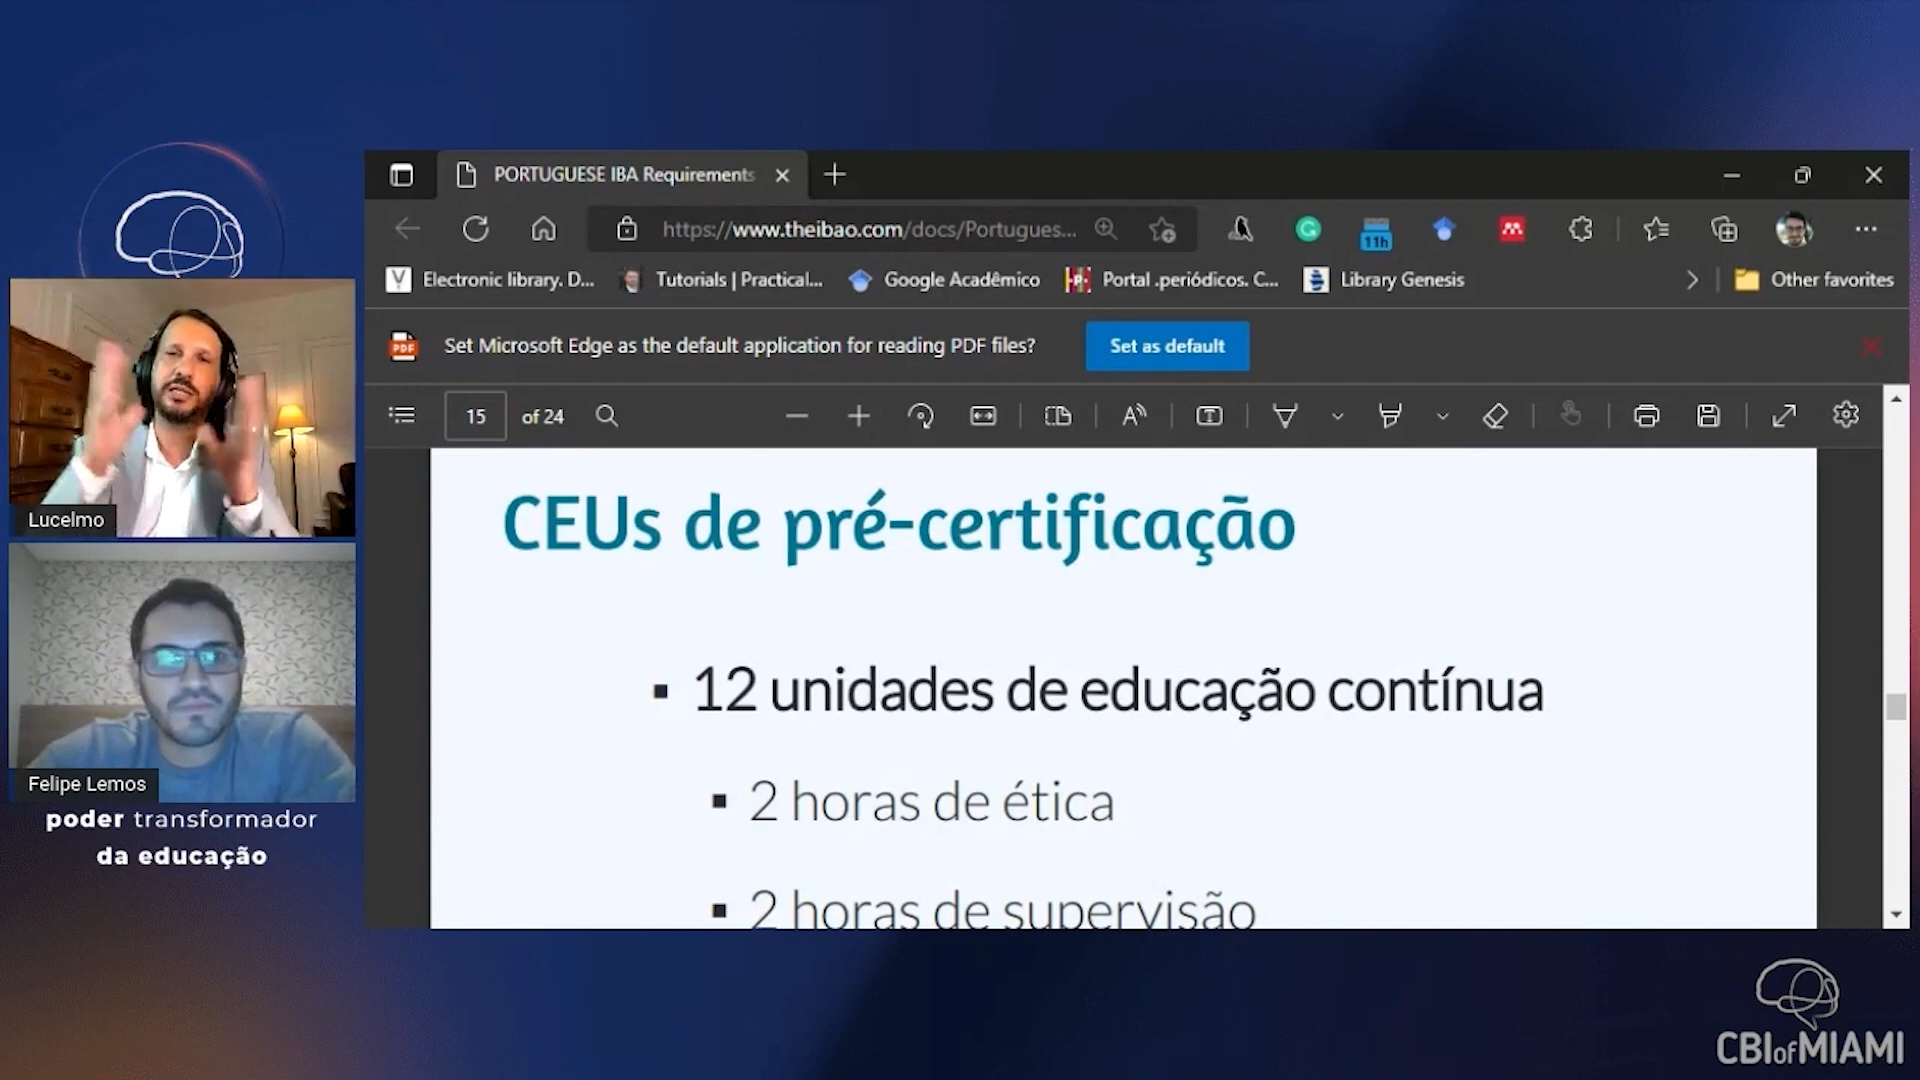 PORTUGUESE IBA Requirements
https://www.theibao.com/docs/Portugues...
11h
Electronic library. D...
Tutorials | Practical...
Google Acadêmico
Portal .periódicos. C...
Library Genesis
Other favorites
PDF
Set Microsoft Edge as the default application for reading PDF files?
Set as default
15
of 24
CEUs de pré-certificação
12 unidades de educação contínua
2 horas de ética
2 horas de supervisão
Lucelmo
Felipe Lemos
poder transformador
da educação
CBIofMIAMI